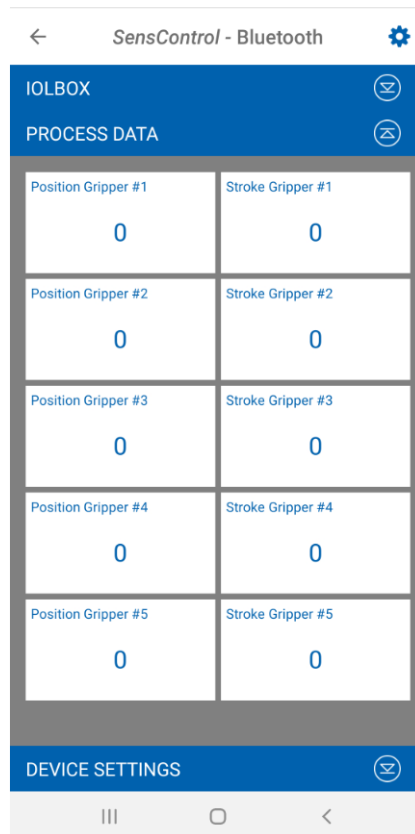 SensControl - Bluetooth
IOLBOX
PROCESS DATA
Position Gripper #1 Stroke Gripper #1
0 0
Position Gripper #2 Stroke Gripper #2
0 0
Position Gripper #3 Stroke Gripper #3
0 0
Position Gripper #4 Stroke Gripper #4
0 0
Position Gripper #5 Stroke Gripper #5
0 0
DEVICE SETTINGS